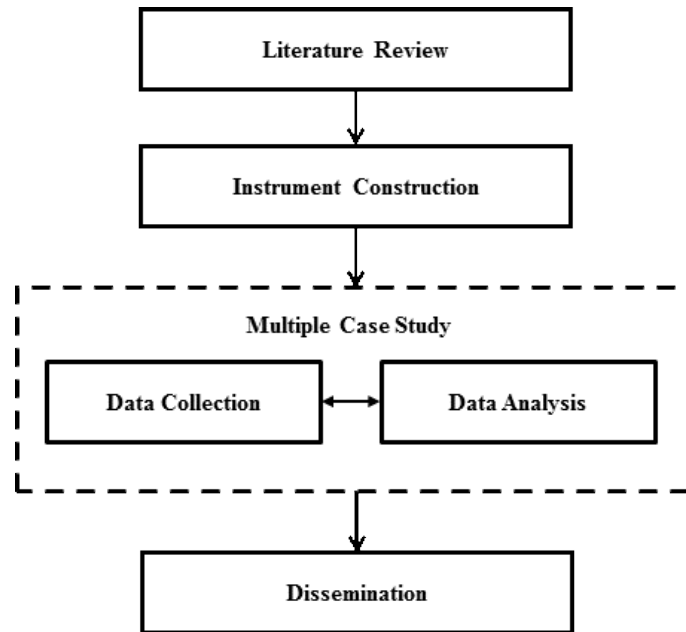 Literature Review
Instrument Construction
Multiple Case Study
Data Collection
Data Analysis
Dissemination